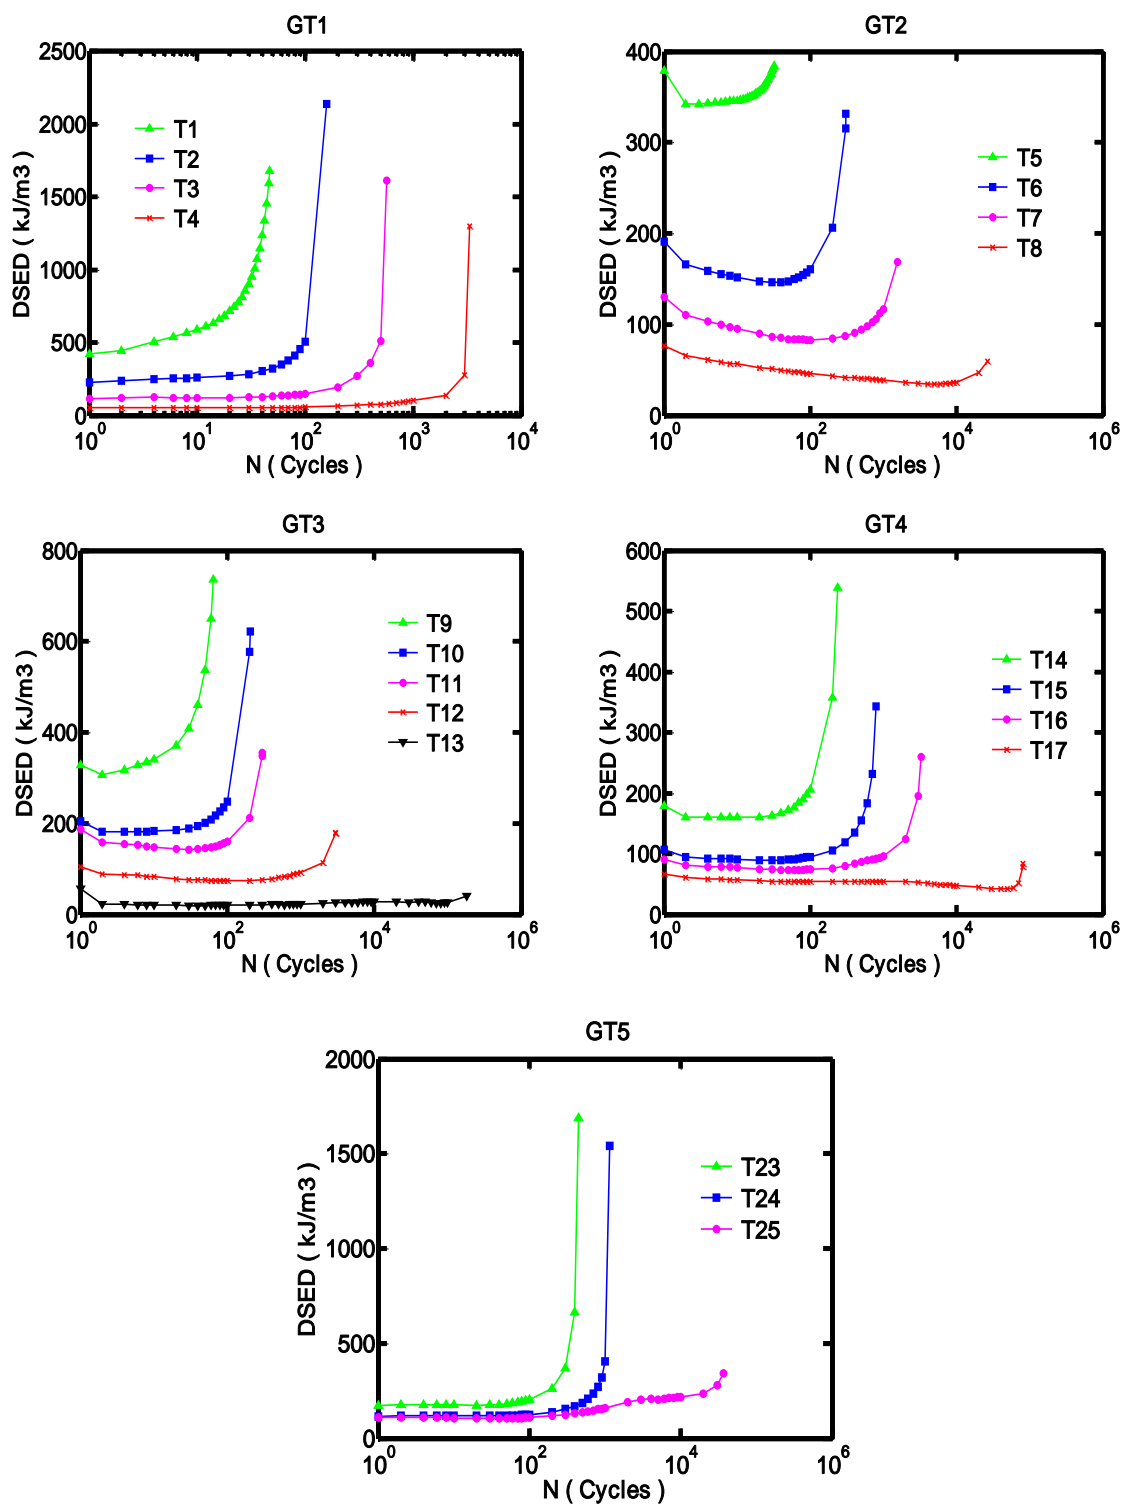 GT1
2500
2000
1500
1000
500
0
DSED ( kJ/m3 )
T1
T2
T3
T4
10^0 10^1 10^2 10^3 10^4
N ( Cycles )
GT2
400
300
200
100
0
DSED ( kJ/m3 )
T5
T6
T7
T8
10^0 10^2 10^4 10^6
N ( Cycles )
GT3
800
600
400
200
0
DSED ( kJ/m3 )
T9
T10
T11
T12
T13
10^0 10^2 10^4 10^6
N ( Cycles )
GT4
600
500
400
300
200
100
0
DSED ( kJ/m3 )
T14
T15
T16
T17
10^0 10^2 10^4 10^6
N ( Cycles )
GT5
2000
1500
1000
500
0
DSED ( kJ/m3 )
T23
T24
T25
10^0 10^2 10^4 10^6
N ( Cycles )